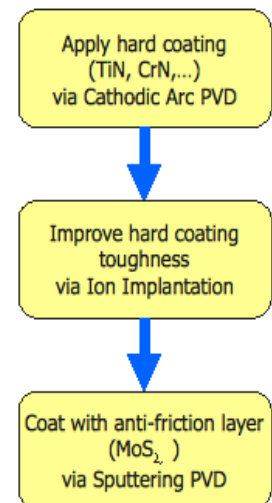 Apply hard coating
(TiN, CrN,...)
via Cathodic Arc PVD
Improve hard coating
toughness
via Ion Implantation
Coat with anti-friction layer
(MoS₂, )
via Sputtering PVD